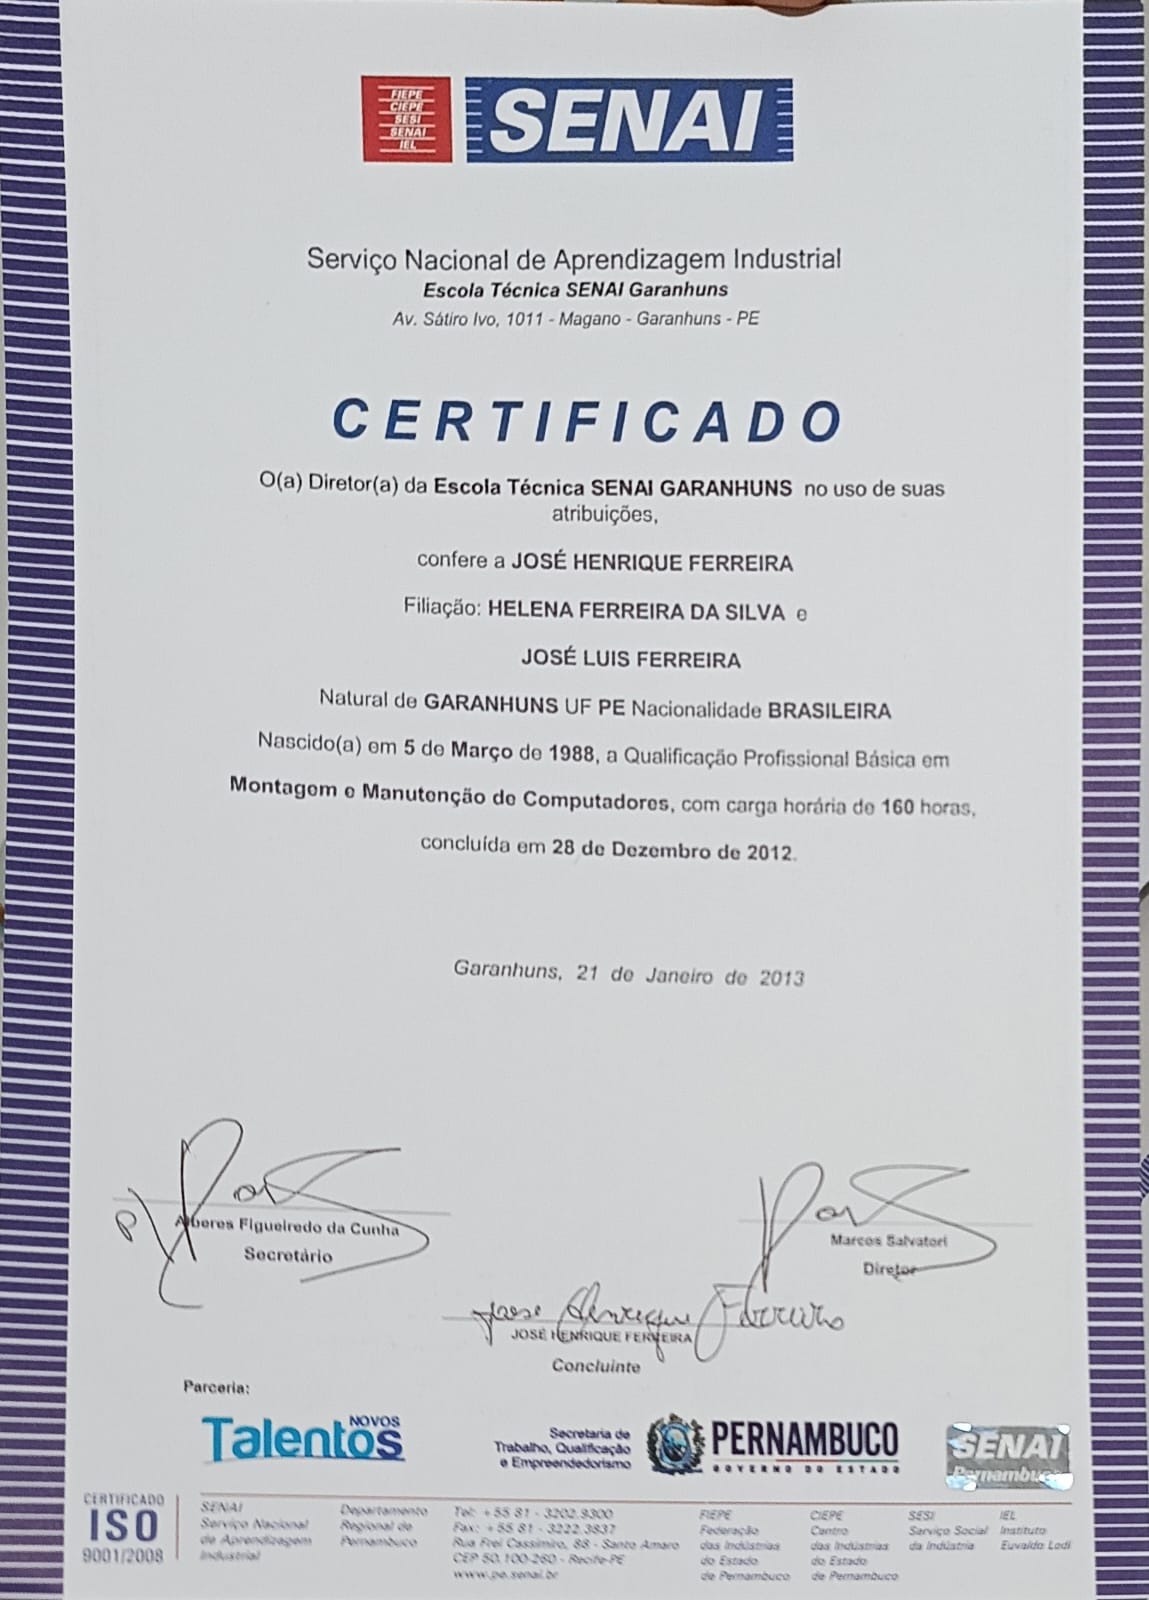 FIEPE
CIEPE
SESI
SENAI
IEL
SENAI
Serviço Nacional de Aprendizagem Industrial
Escola Técnica SENAI Garanhuns
Av. Sátiro Ivo, 1011 - Magano - Garanhuns - PE
CERTIFICADO
O(a) Diretor(a) da Escola Técnica SENAI GARANHUNS no uso de suas
atribuições,
confere a JOSÉ HENRIQUE FERREIRA
Filiação: HELENA FERREIRA DA SILVA e
JOSÉ LUIS FERREIRA
Natural de GARANHUNS UF PE Nacionalidade BRASILEIRA
Nascido(a) em 5 de Março de 1988, a Qualificação Profissional Básica em
Montagem e Manutenção de Computadores, com carga horária de 160 horas,
concluída em 28 de Dezembro de 2012.
Garanhuns, 21 de Janeiro de 2013
Alberes Figueiredo da Cunha
Secretário
Marcos Salvatori
Diretor
Jose Henrique Ferreira
JOSÉ HENRIQUE FERREIRA
Concluinte
Parceria:
NOVOS
Talentos
Secretaria de
Trabalho, Qualificação
e Empreendedorismo
PERNAMBUCO
GOVERNO DO ESTADO
SENAI
Pernambuco
CERTIFICADO
ISO
9001/2008
SENAI
Serviço Nacional
de Aprendizagem
Industrial
Departamento
Regional de
Pernambuco
Tel: +55 81 - 3202.9300
Fax: +55 81 - 3222.3837
Rua Frei Cassimiro, 88 - Santo Amaro
CEP 50.100-260 - Recife-PE
www.pe.senai.br
FIEPE
Federação
das Indústrias
do Estado
de Pernambuco
CIEPE
Centro
das Indústrias
do Estado
de Pernambuco
SESI
Serviço Social
da Indústria
IEL
Instituto
Euvaldo Lodi